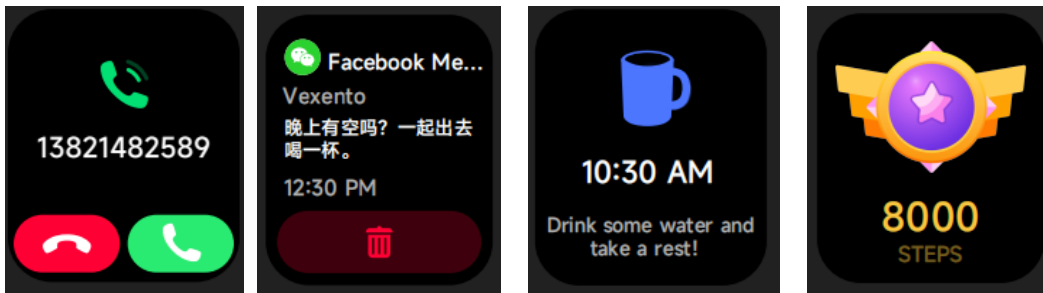 13821482589
Facebook Me...
Vexento
晚上有空吗？一起出去
喝一杯。
12:30 PM
10:30 AM
Drink some water and
take a rest!
8000
STEPS